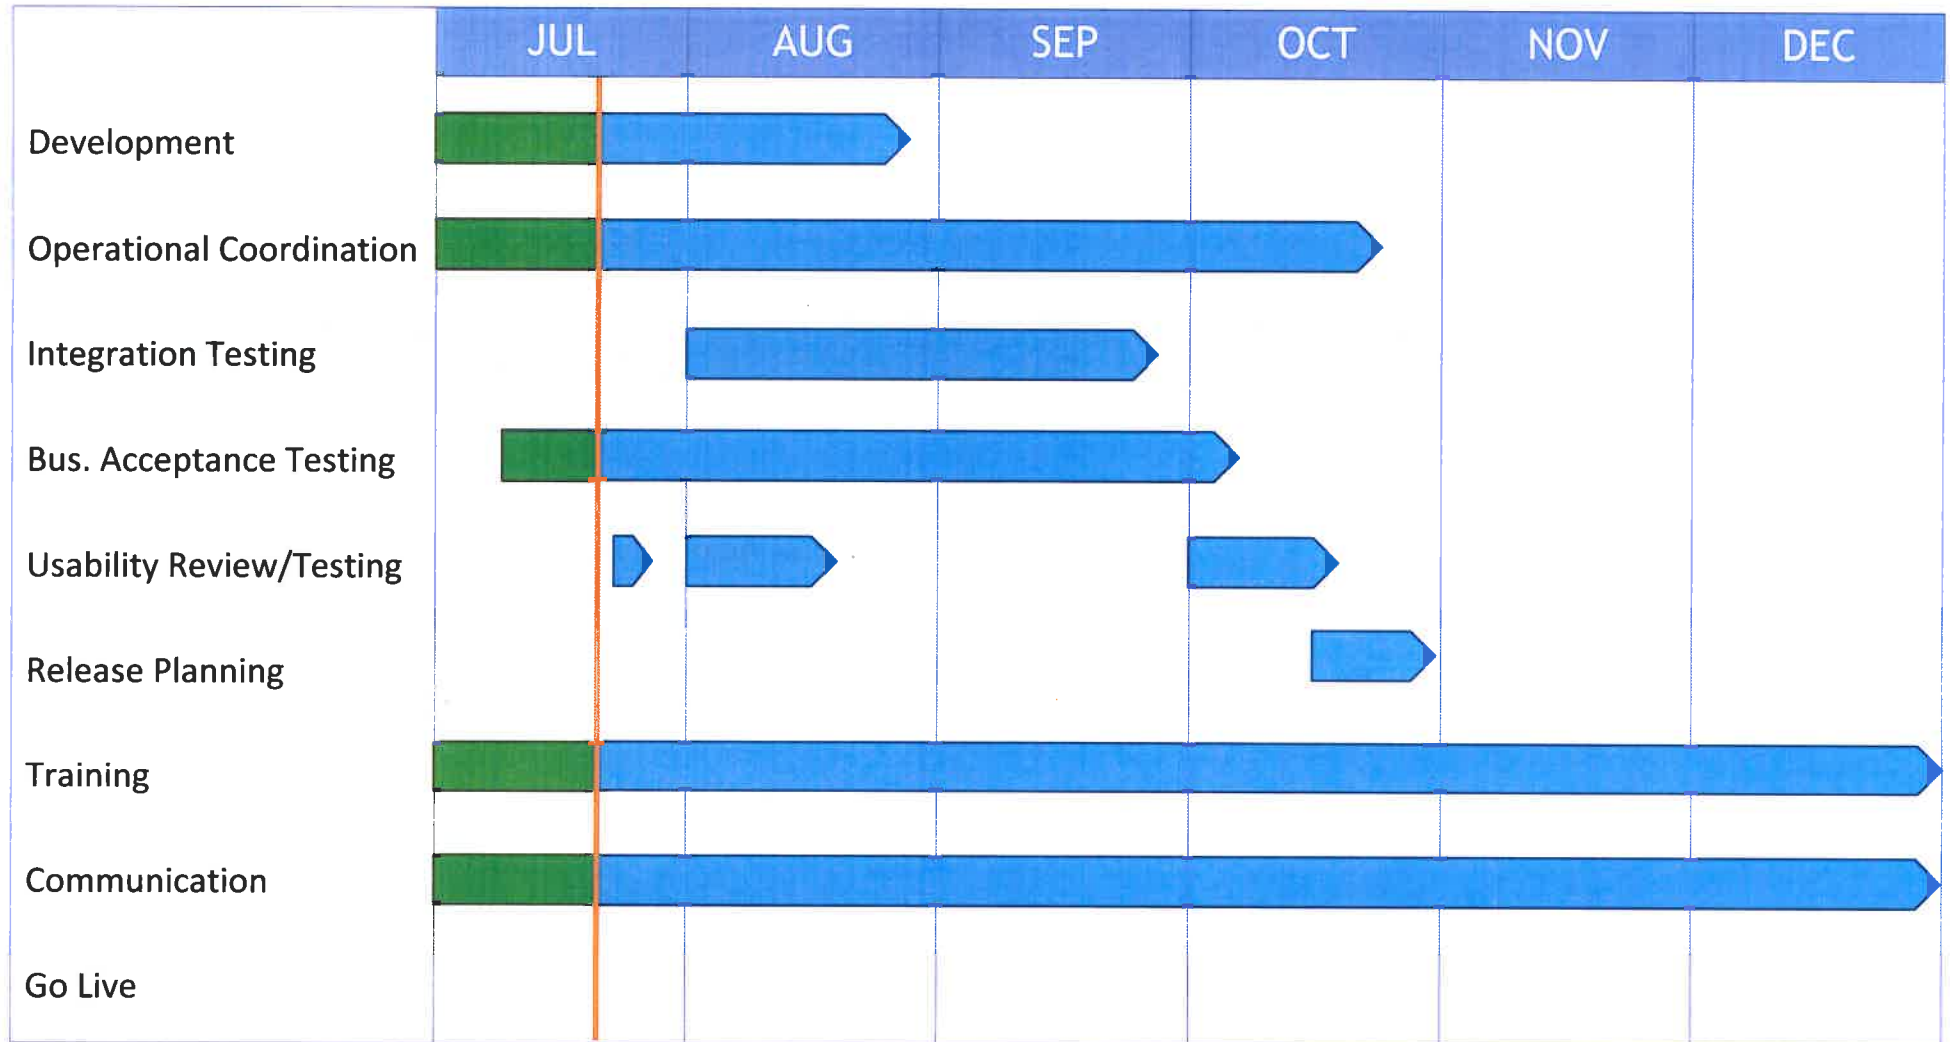 JUL AUG SEP OCT NOV DEC
Development
Operational Coordination
Integration Testing
Bus. Acceptance Testing
Usability Review/Testing
Release Planning
Training
Communication
Go Live